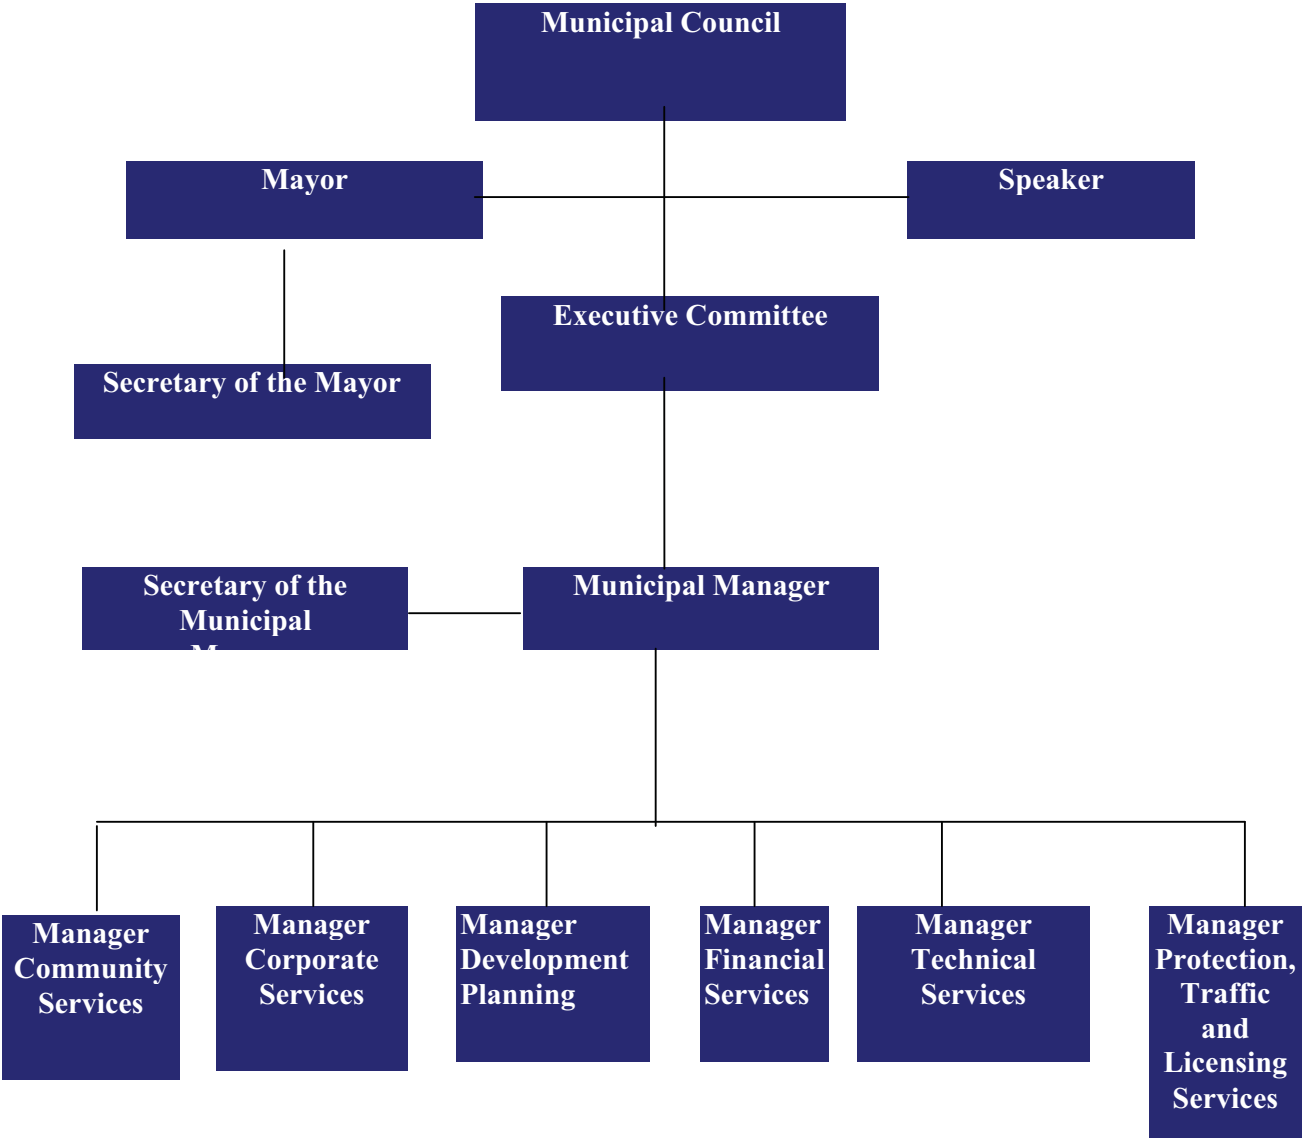 Municipal Council
Mayor
Speaker
Executive Committee
Secretary of the Mayor
Secretary of the
Municipal
Municipal Manager
Manager
Community
Services
Manager
Corporate
Services
Manager
Development
Planning
Manager
Financial
Services
Manager
Technical
Services
Manager
Protection,
Traffic
and
Licensing
Services